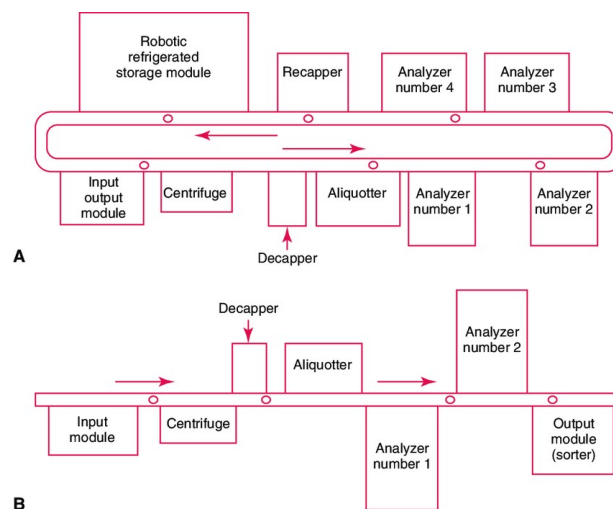 Robotic
refrigerated
storage module
Recapper
Analyzer
number 4
Analyzer
number 3
Input
output
module
Centrifuge
Aliquotter
Analyzer
number 1
Analyzer
number 2
A
Decapper
Decapper
Aliquotter
Analyzer
number 2
Input
module
Centrifuge
Analyzer
number 1
Output
module
(sorter)
B